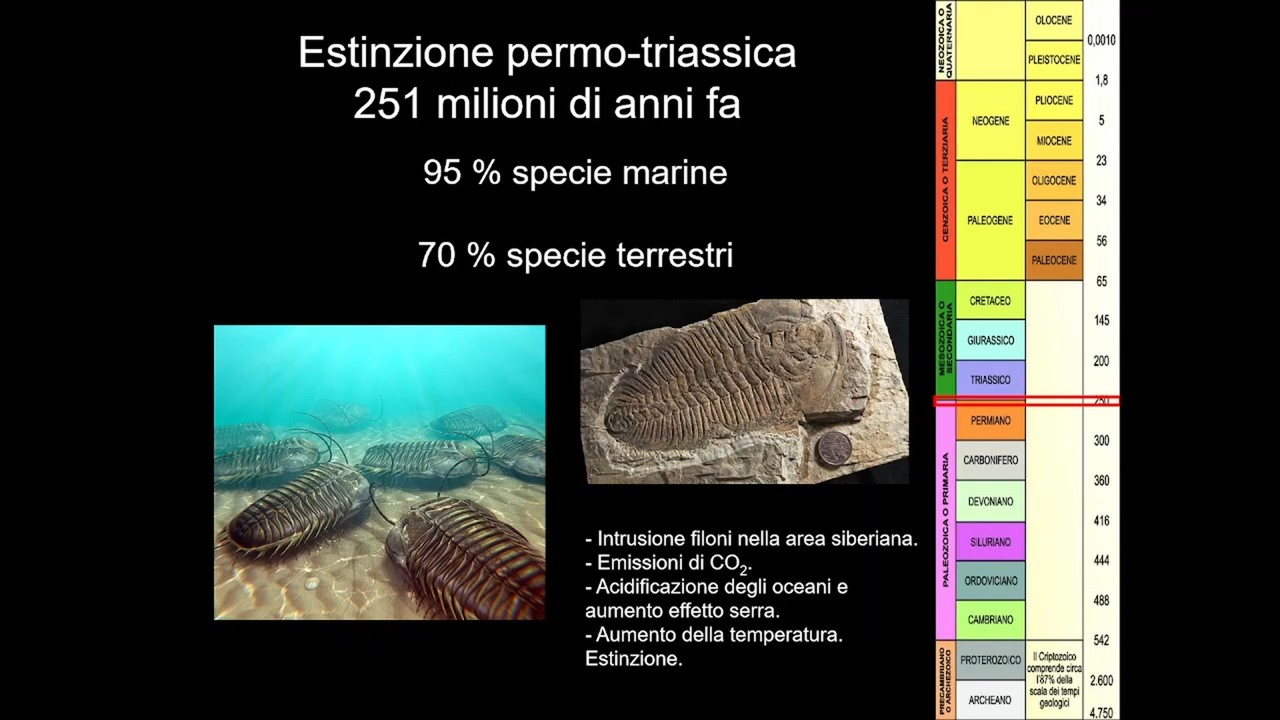 Estinzione permo-triassica
251 milioni di anni fa
95 % specie marine
70 % specie terrestri
- Intrusione filoni nella area siberiana.
- Emissioni di CO2.
- Acidificazione degli oceani e
aumento effetto serra.
- Aumento della temperatura.
Estinzione.
NEOZOICA O
QUATERNARIA
OLOCENE
0,0010
PLEISTOCENE
1,8
CENZOICA O TERZIARIA
NEOGENE
PLIOCENE
5
MIOCENE
23
PALEOGENE
OLIGOCENE
34
EOCENE
56
PALEOCENE
65
MESOZOICA O
SECONDARIA
CRETACEO
145
GIURASSICO
200
TRIASSICO
250
PALEOZOICA O PRIMARIA
PERMIANO
300
CARBONIFERO
360
DEVONIANO
416
SILURIANO
444
ORDOVICIANO
488
CAMBRIANO
542
PRECAMBRIANO
O ARCHEZOICO
PROTEROZOICO
Il Criptozoico
comprende circa
l'87% della
scala dei tempi
geologici
2.600
ARCHEANO
4.750